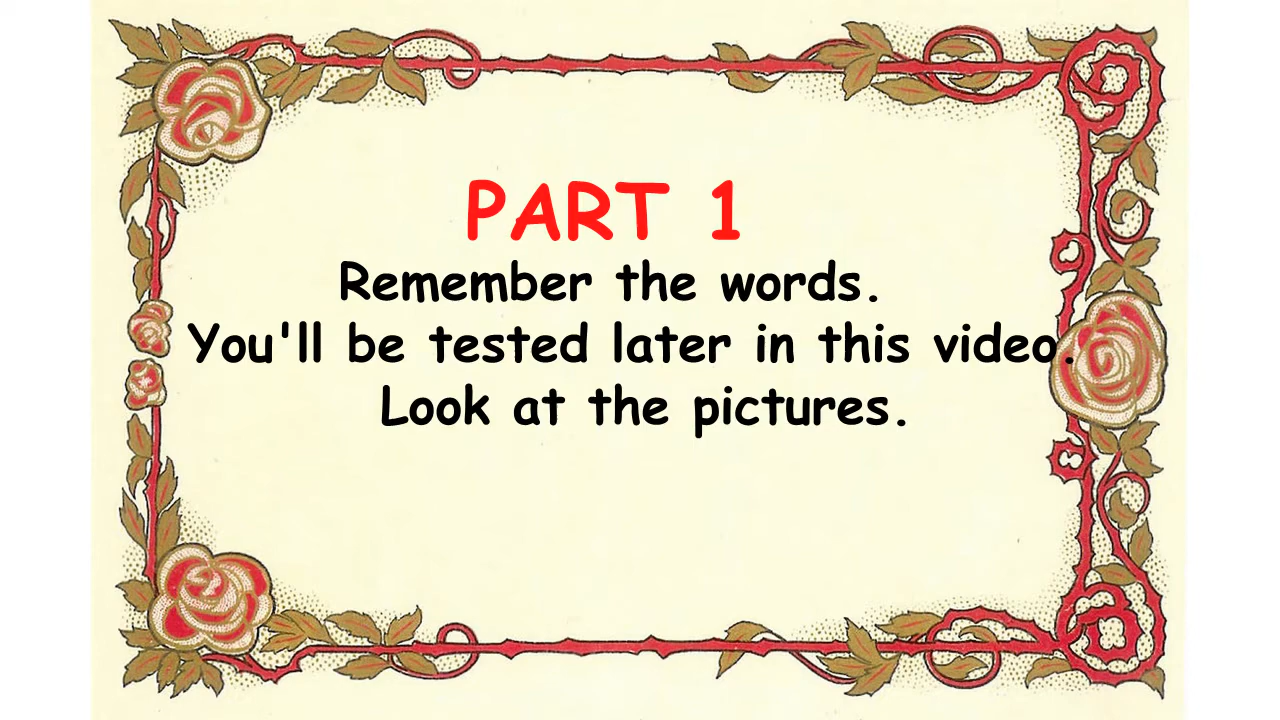 PART 1
Remember the words.
You'll be tested later in this video.
Look at the pictures.